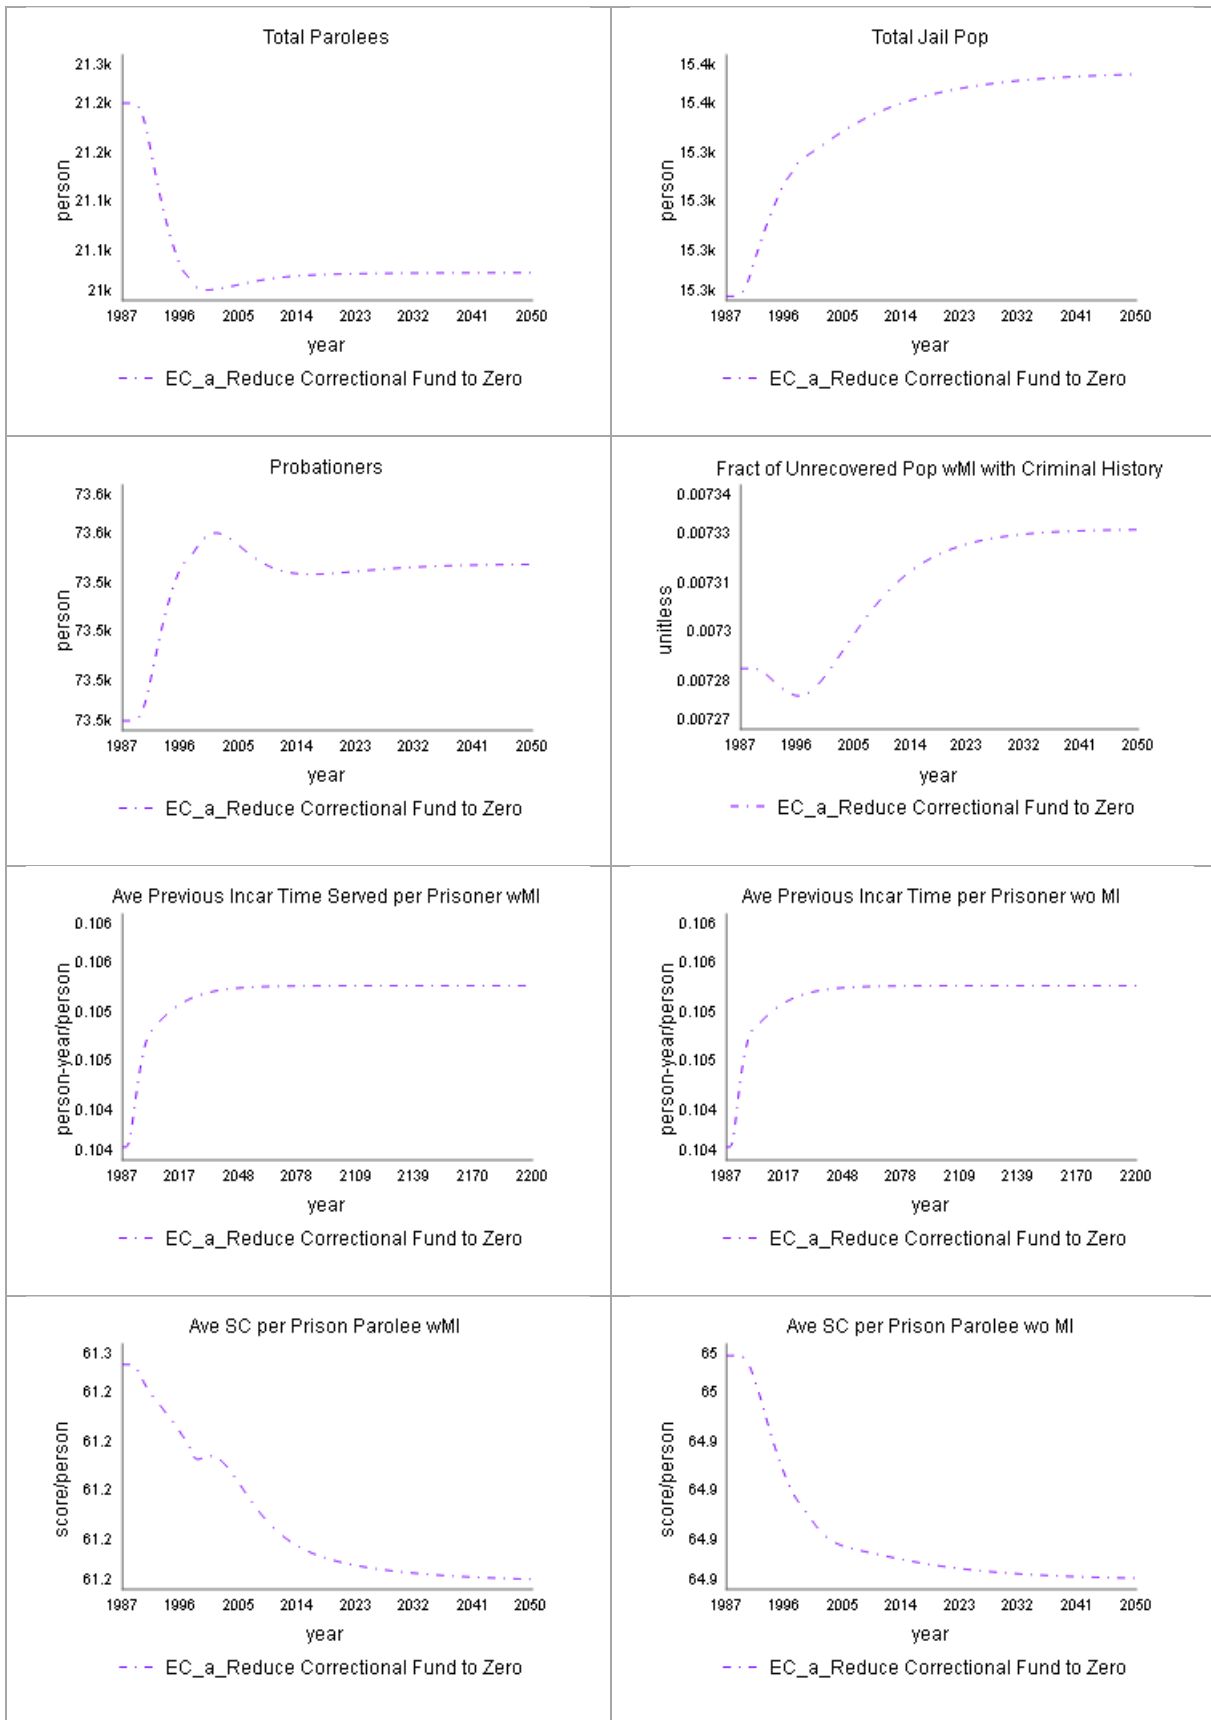 Total Parolees
21.3k
21.2k
21.2k
21.1k
21.1k
21k
person
1987 1996 2005 2014 2023 2032 2041 2050
year
EC_a_Reduce Correctional Fund to Zero
Total Jail Pop
15.4k
15.4k
15.3k
15.3k
15.3k
15.3k
person
1987 1996 2005 2014 2023 2032 2041 2050
year
EC_a_Reduce Correctional Fund to Zero
Probationers
73.6k
73.6k
73.5k
73.5k
73.5k
73.5k
person
1987 1996 2005 2014 2023 2032 2041 2050
year
EC_a_Reduce Correctional Fund to Zero
Fract of Unrecovered Pop wMI with Criminal History
0.00734
0.00733
0.00731
0.0073
0.00728
0.00727
unitless
1987 1996 2005 2014 2023 2032 2041 2050
year
EC_a_Reduce Correctional Fund to Zero
Ave Previous Incar Time Served per Prisoner wMI
0.106
0.106
0.105
0.105
0.104
0.104
person-year/person
1987 2017 2048 2078 2109 2139 2170 2200
year
EC_a_Reduce Correctional Fund to Zero
Ave Previous Incar Time per Prisoner wo MI
0.106
0.106
0.105
0.105
0.104
0.104
person-year/person
1987 2017 2048 2078 2109 2139 2170 2200
year
EC_a_Reduce Correctional Fund to Zero
Ave SC per Prison Parolee wMI
61.3
61.2
61.2
61.2
61.2
61.2
score/person
1987 1996 2005 2014 2023 2032 2041 2050
year
EC_a_Reduce Correctional Fund to Zero
Ave SC per Prison Parolee wo MI
65
65
64.9
64.9
64.9
64.9
score/person
1987 1996 2005 2014 2023 2032 2041 2050
year
EC_a_Reduce Correctional Fund to Zero